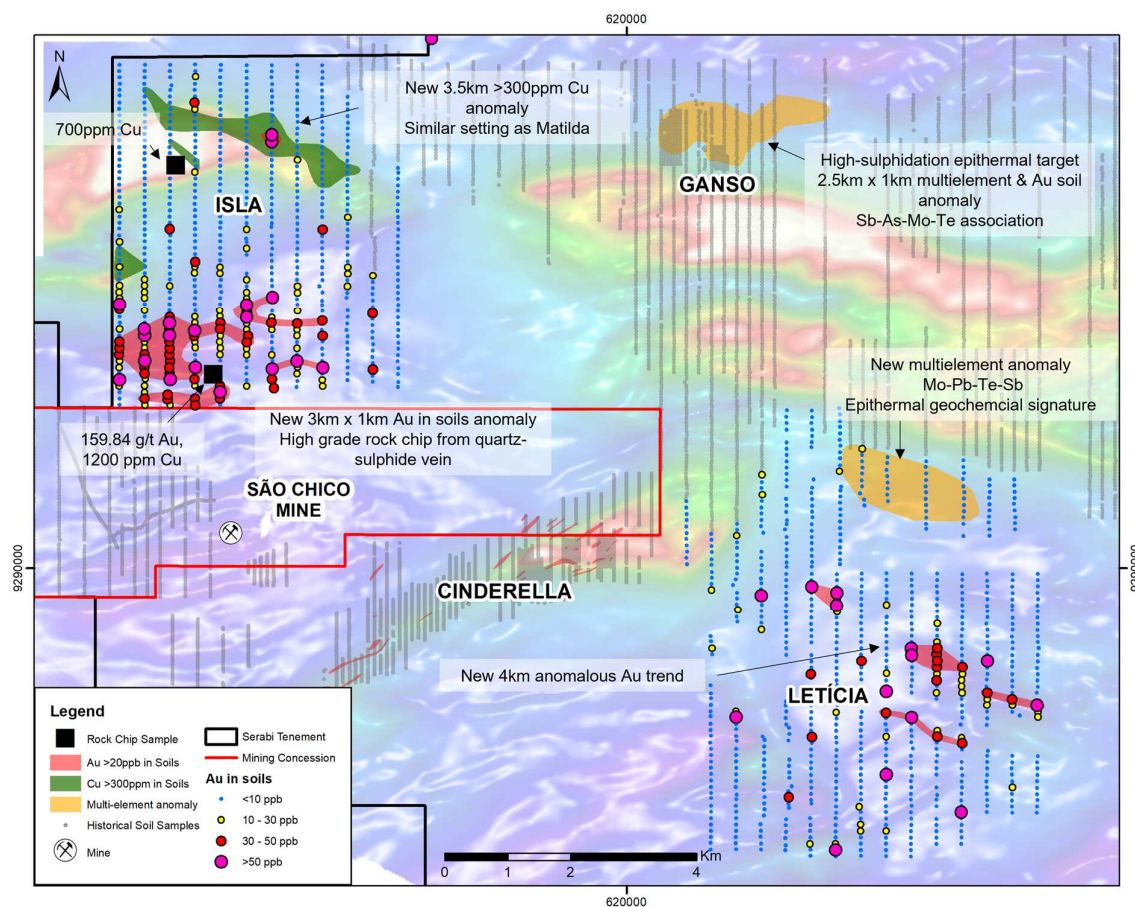 620000
N
New 3.5km >300ppm Cu
anomaly
Similar setting as Matilda
700ppm Cu
ISLA
GANSO
High-sulphidation epithermal target
2.5km x 1km multielement & Au soil
anomaly
Sb-As-Mo-Te association
New multielement anomaly
Mo-Pb-Te-Sb
Epithermal geochemcial signature
159.84 g/t Au,
1200 ppm Cu
New 3km x 1km Au in soils anomaly
High grade rock chip from quartz-
sulphide vein
SÃO CHICO
MINE
9290000
9290000
CINDERELLA
New 4km anomalous Au trend
LETÍCIA
Legend
Rock Chip Sample
Au >20ppb in Soils
Cu >300ppm in Soils
Multi-element anomaly
Historical Soil Samples
Mine
Serabi Tenement
Mining Concession
Au in soils
<10 ppb
10 - 30 ppb
30 - 50 ppb
>50 ppb
Km
0 1 2 4
620000